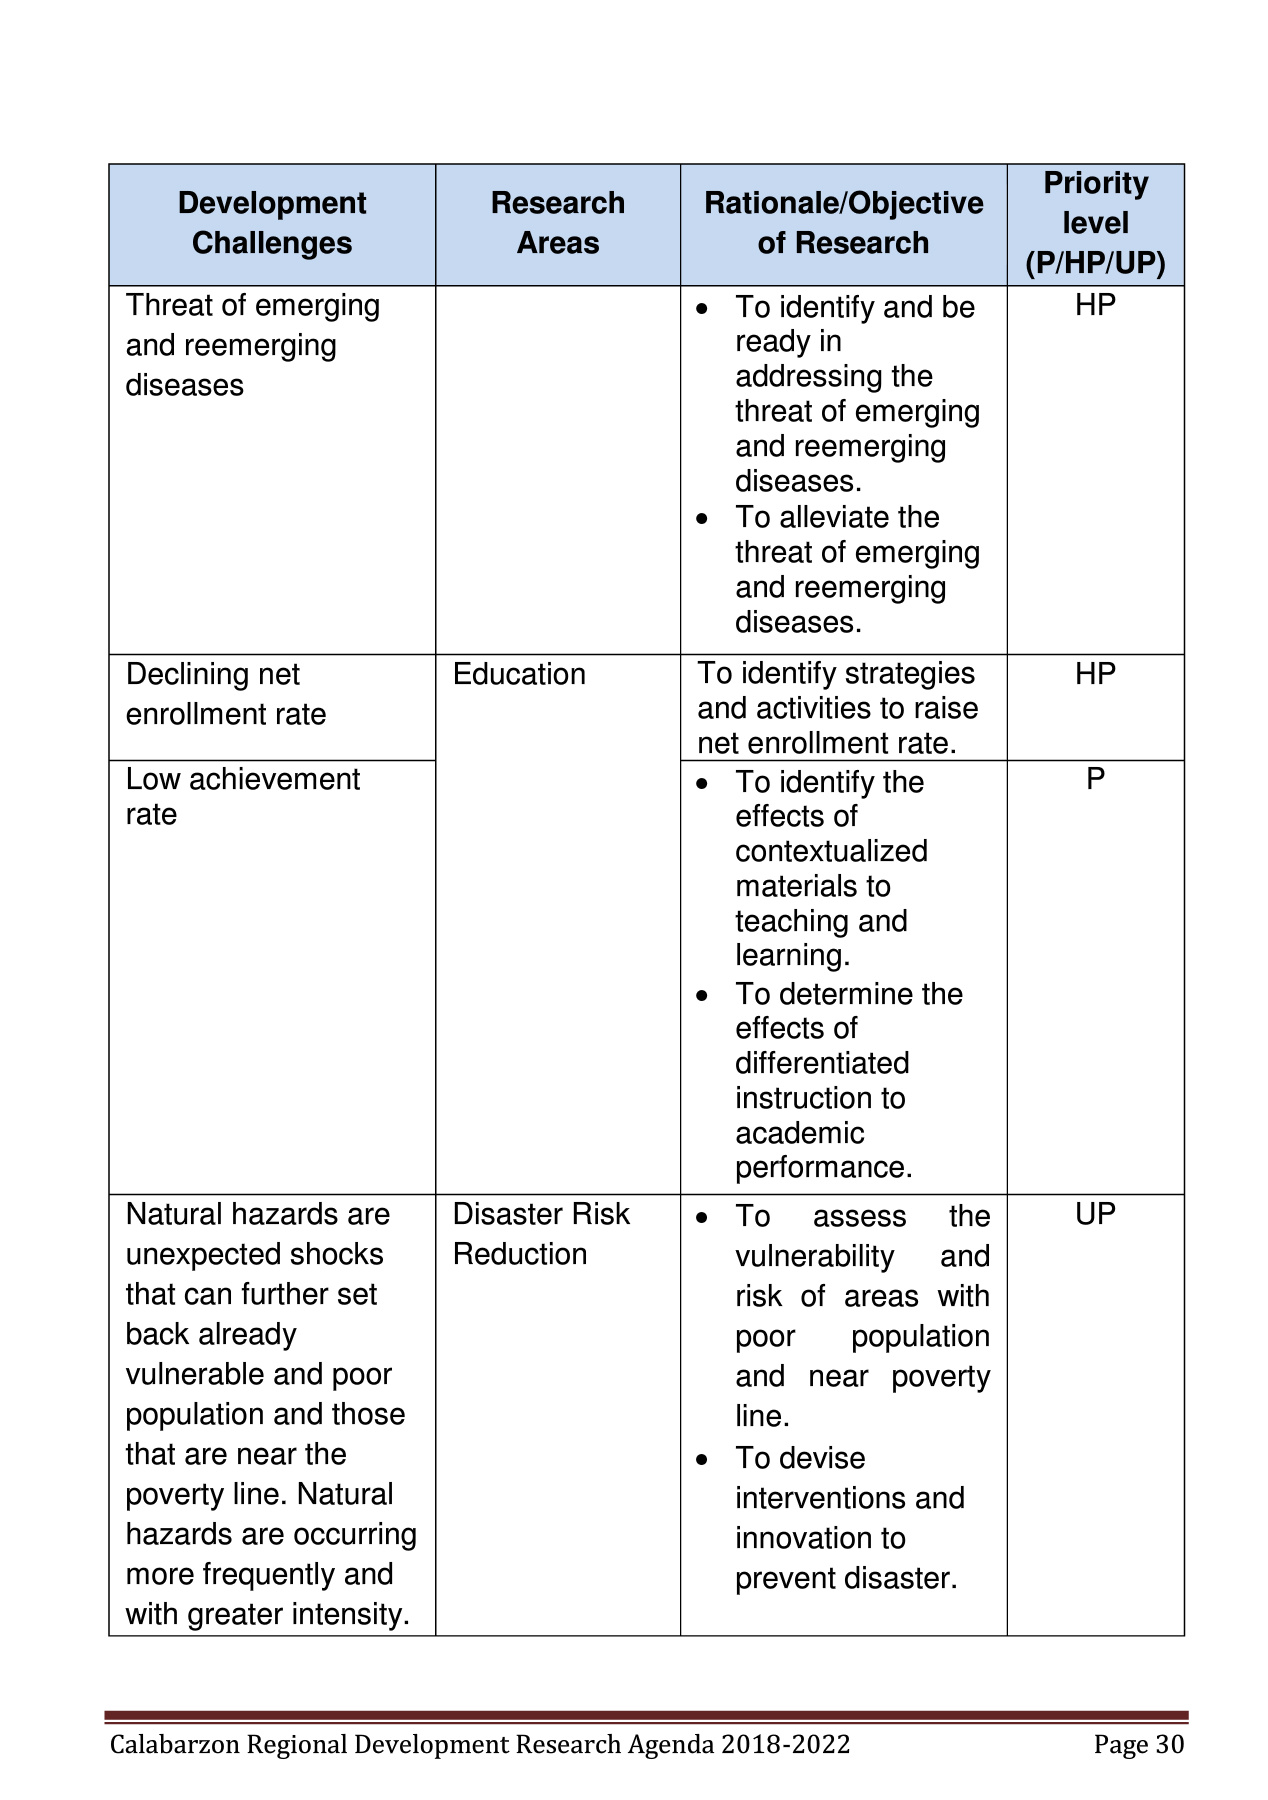 Development
Challenges
Research
Areas
Rationale/Objective
of Research
Priority
level
(P/HP/UP)
Threat of emerging
and reemerging
diseases
• To identify and be
ready in
addressing the
threat of emerging
and reemerging
diseases.
• To alleviate the
threat of emerging
and reemerging
diseases.
HP
Declining net
enrollment rate
Education
To identify strategies
and activities to raise
net enrollment rate.
HP
Low achievement
rate
• To identify the
effects of
contextualized
materials to
teaching and
learning.
• To determine the
effects of
differentiated
instruction to
academic
performance.
P
Natural hazards are
unexpected shocks
that can further set
back already
vulnerable and poor
population and those
that are near the
poverty line. Natural
hazards are occurring
more frequently and
with greater intensity.
Disaster Risk
Reduction
• To assess the
vulnerability and
risk of areas with
poor population
and near poverty
line.
• To devise
interventions and
innovation to
prevent disaster.
UP
Calabarzon Regional Development Research Agenda 2018-2022
Page 30